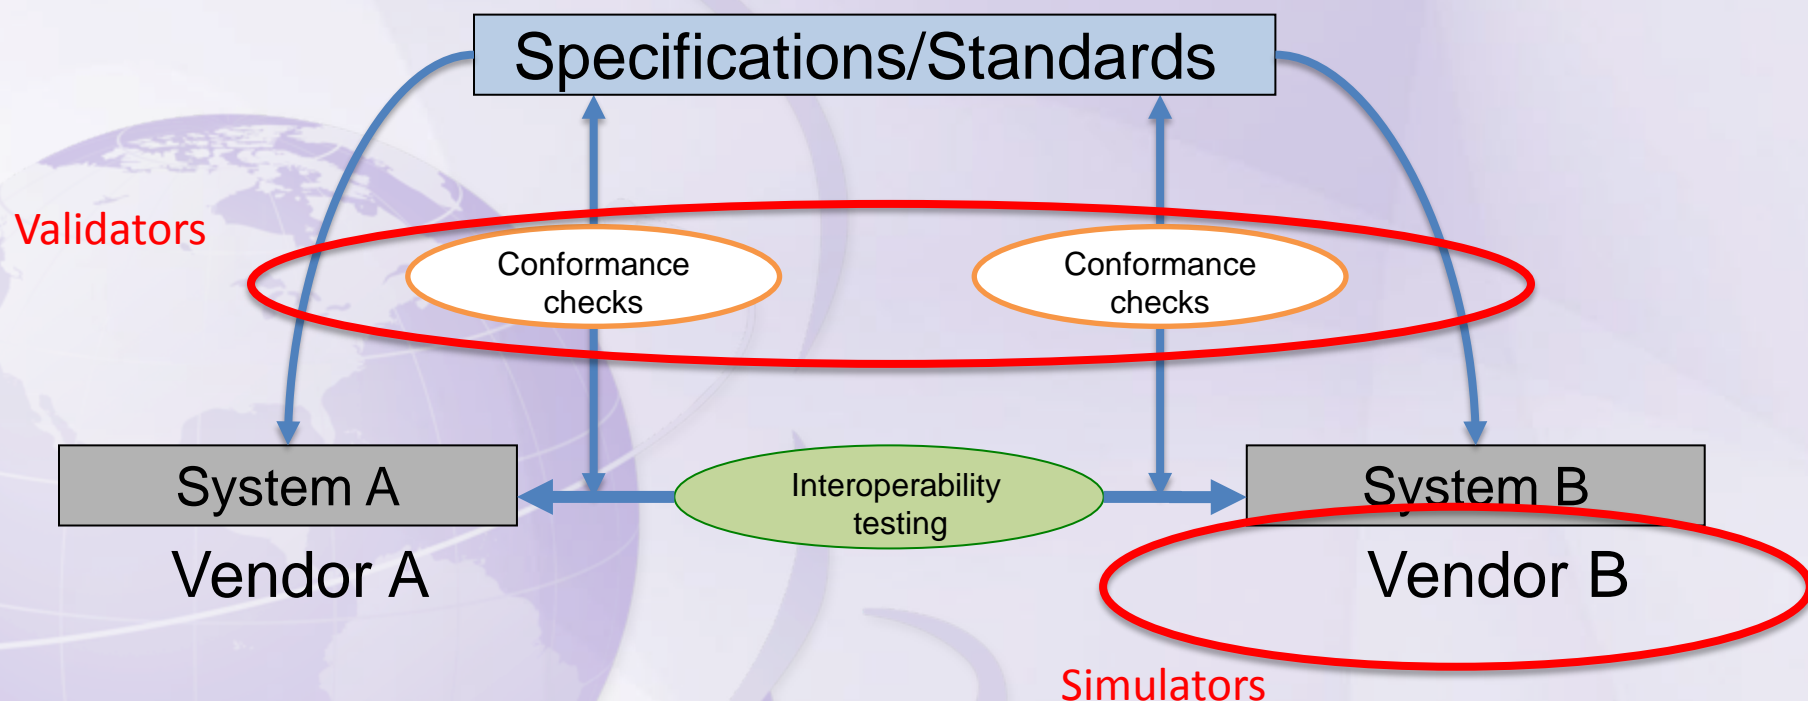 Specifications/Standards
Validators
Conformance
checks
Conformance
checks
System A
Interoperability
testing
System B
Vendor A
Vendor B
Simulators